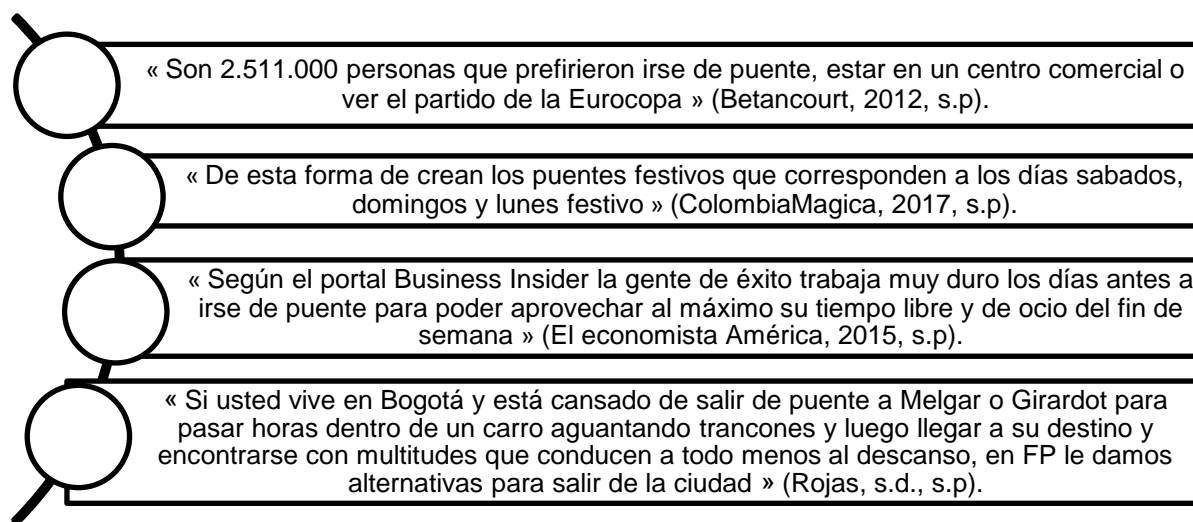 « Son 2.511.000 personas que prefirieron irse de puente, estar en un centro comercial o
ver el partido de la Eurocopa » (Betancourt, 2012, s.p).
« De esta forma de crean los puentes festivos que corresponden a los días sabados,
domingos y lunes festivo » (ColombiaMagica, 2017, s.p).
« Según el portal Business Insider la gente de éxito trabaja muy duro los días antes a
irse de puente para poder aprovechar al máximo su tiempo libre y de ocio del fin de
semana » (El economista América, 2015, s.p).
« Si usted vive en Bogotá y está cansado de salir de puente a Melgar o Girardot para
pasar horas dentro de un carro aguantando trancones y luego llegar a su destino y
encontrarse con multitudes que conducen a todo menos al descanso, en FP le damos
alternativas para salir de la ciudad » (Rojas, s.d., s.p).